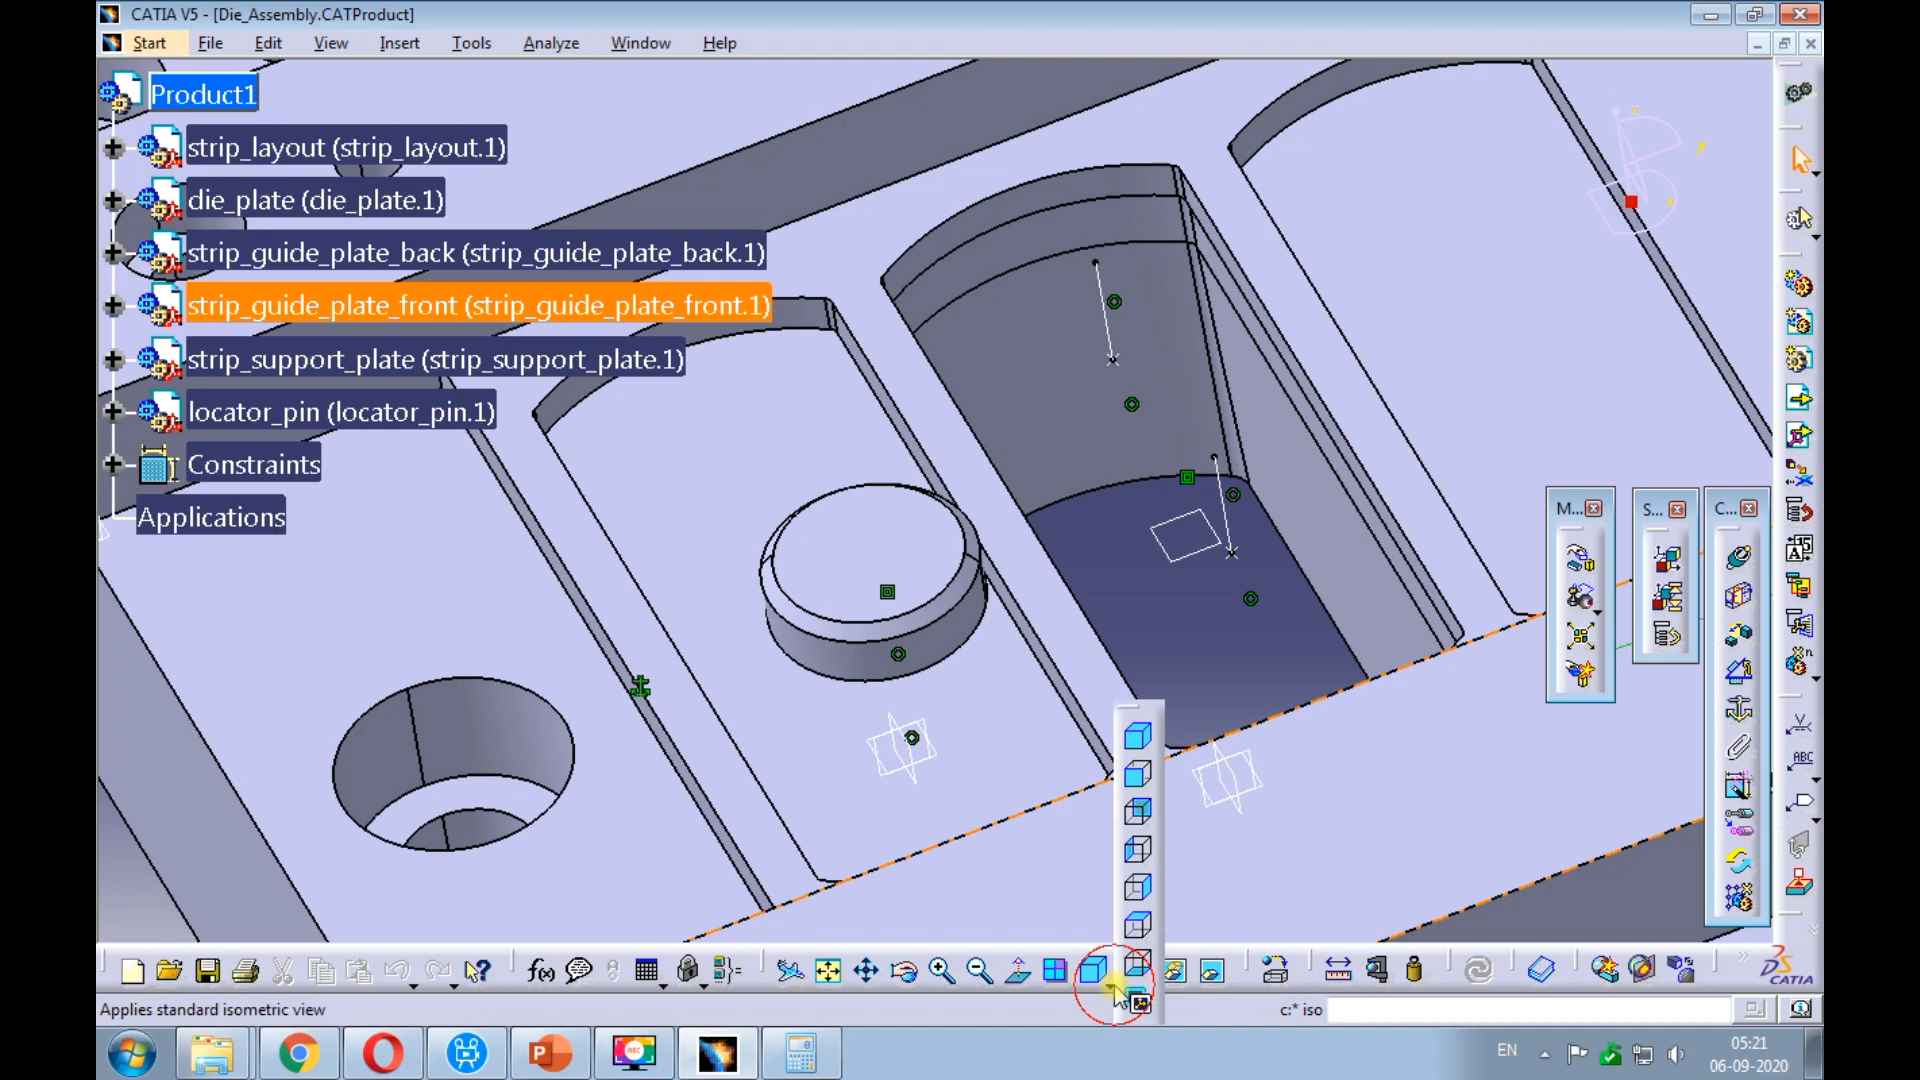 CATIA V5 - [Die_Assembly.CATProduct]
Start File Edit View Insert Tools Analyze Window Help
Product1
strip_layout (strip_layout.1)
die_plate (die_plate.1)
strip_guide_plate_back (strip_guide_plate_back.1)
strip_guide_plate_front (strip_guide_plate_front.1)
strip_support_plate (strip_support_plate.1)
locator_pin (locator_pin.1)
Constraints
Applications
M... S... C...
ABC
f(x)
DS CATIA
Applies standard isometric view
c:* iso
EN
05:21
06-09-2020